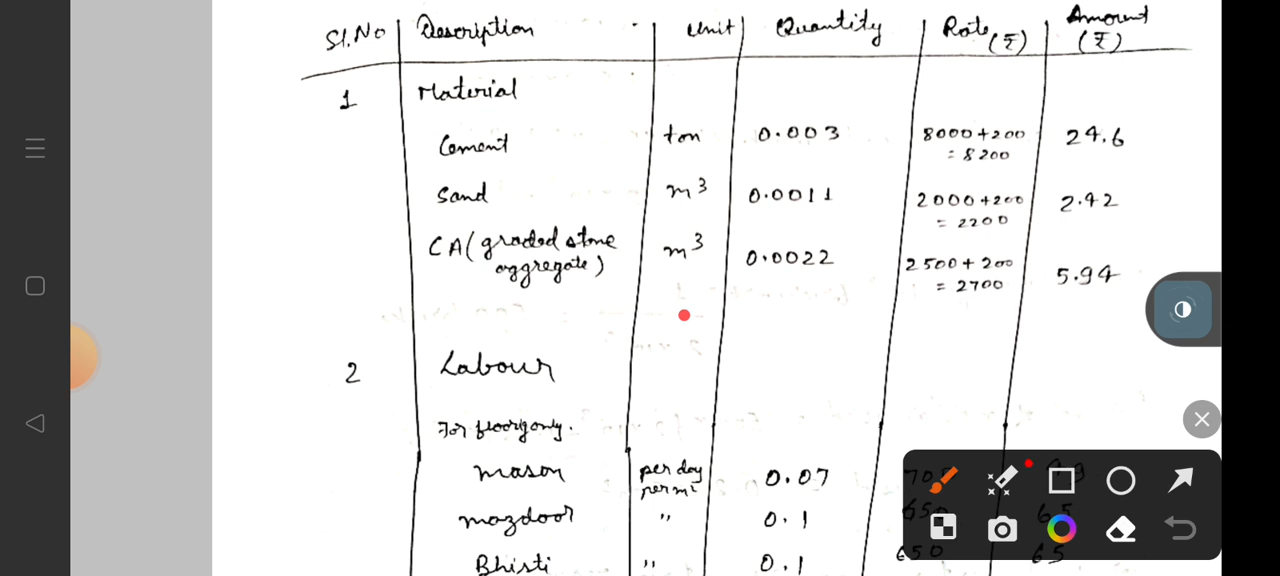 Sl.No Description Unit Quantity Rate (₹) Amount (₹)
1 Material
Cement ton 0.003 8000+200 24.6
= 8200
Sand m³ 0.0011 2000+200 2.42
= 2200
CA (graded stone m³ 0.0022 2500+200 5.94
aggregate) = 2700
2 Labour
For only.
mason per day 0.07
per m²
mazdoor " 0.1 650 65
Bhisti " 0.1 650 65